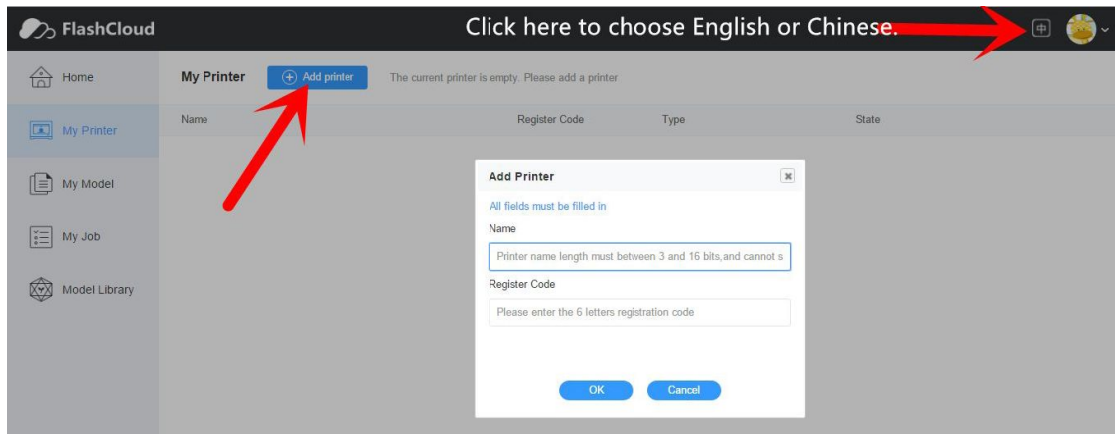 FlashCloud
Click here to choose English or Chinese.
中
Home
My Printer
Add printer
The current printer is empty. Please add a printer
Name
Register Code
Type
State
My Printer
My Model
My Job
Model Library
Add Printer
All fields must be filled in
Name
Printer name length must between 3 and 16 bits,and cannot s
Register Code
Please enter the 6 letters registration code
OK
Cancel